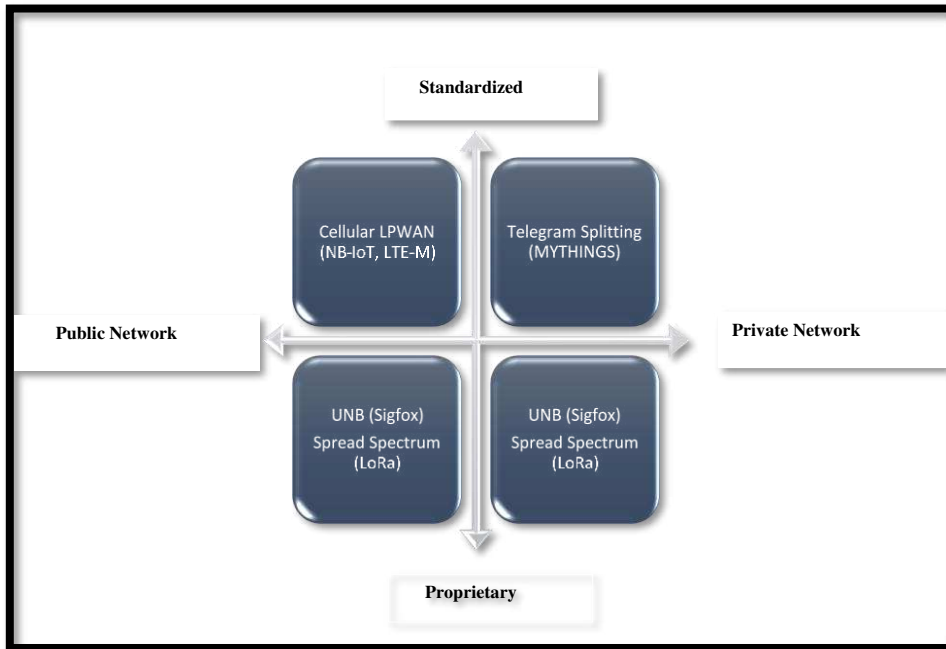 Standardized
Cellular LPWAN
(NB-IoT, LTE-M)
Telegram Splitting
(MYTHINGS)
Public Network
Private Network
UNB (Sigfox)
Spread Spectrum
(LoRa)
UNB (Sigfox)
Spread Spectrum
(LoRa)
Proprietary